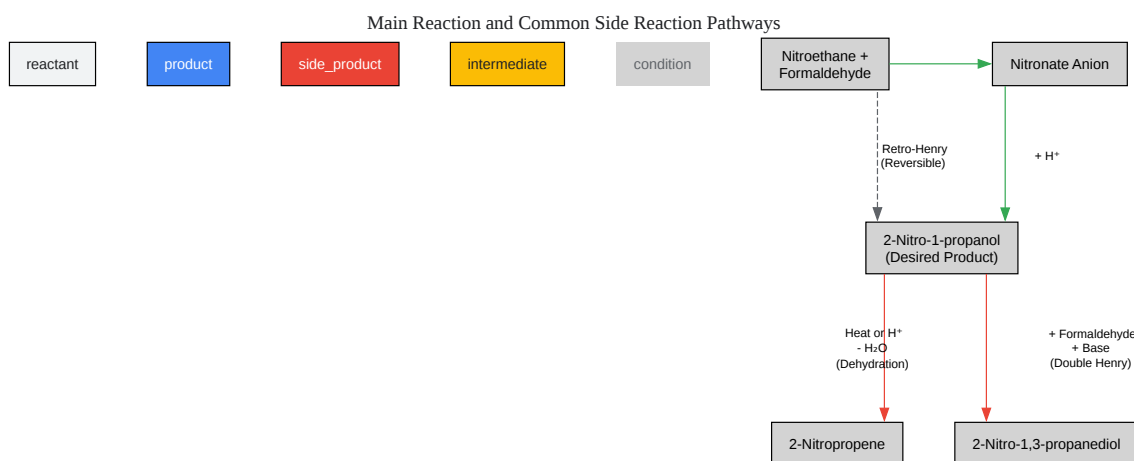 Main Reaction and Common Side Reaction Pathways
reactant
product
side_product
intermediate
condition
Nitroethane +
Formaldehyde
Nitronate Anion
Retro-Henry
(Reversible)
+ H⁺
2-Nitro-1-propanol
(Desired Product)
Heat or H⁺
- H₂O
(Dehydration)
+ Formaldehyde
+ Base
(Double Henry)
2-Nitropropene
2-Nitro-1,3-propanediol